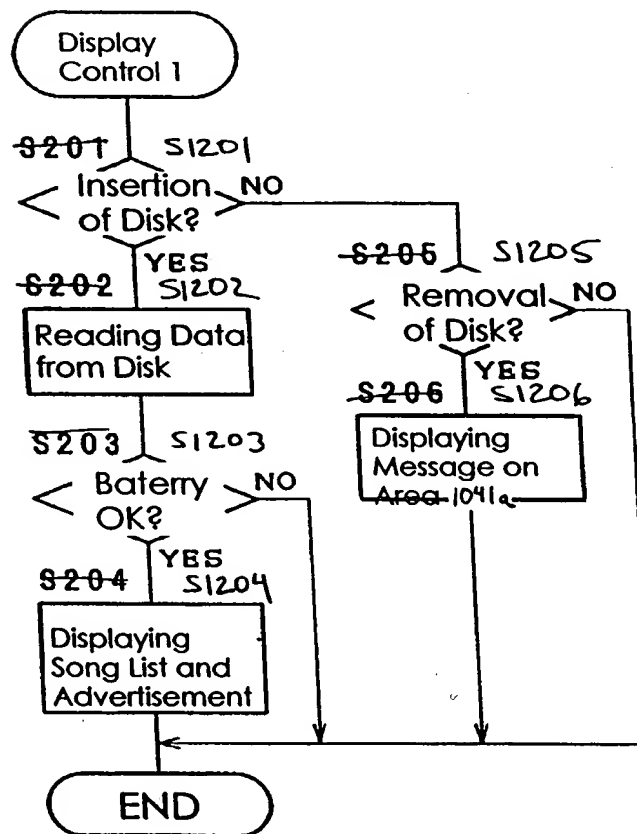 Display
Control 1
S201 S1201
Insertion
of Disk?
NO
YES
S202 S1202
Reading Data
from Disk
S203 S1203
Baterry
OK?
NO
YES
S204 S1204
Displaying
Song List and
Advertisement
S205 S1205
Removal
of Disk?
NO
YES
S206 S1206
Displaying
Message on
Area 1041a
END